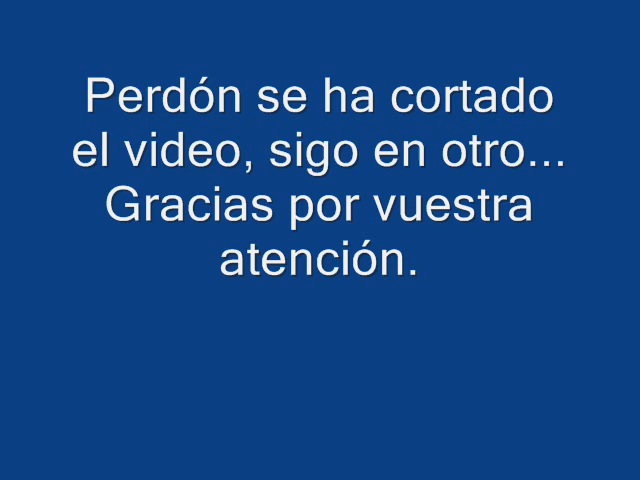 Perdón se ha cortado
el video, sigo en otro...
Gracias por vuestra
atención.